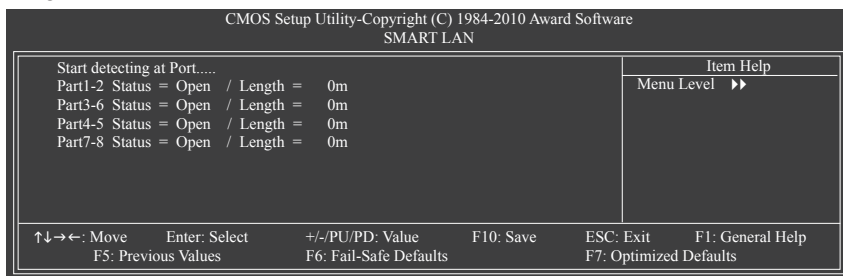 CMOS Setup Utility-Copyright (C) 1984-2010 Award Software
SMART LAN
Start detecting at Port.....
Part1-2 Status = Open / Length = 0m
Part3-6 Status = Open / Length = 0m
Part4-5 Status = Open / Length = 0m
Part7-8 Status = Open / Length = 0m
Item Help
Menu Level ▶▶
↑↓→←: Move Enter: Select +/-/PU/PD: Value F10: Save ESC: Exit F1: General Help
F5: Previous Values F6: Fail-Safe Defaults F7: Optimized Defaults